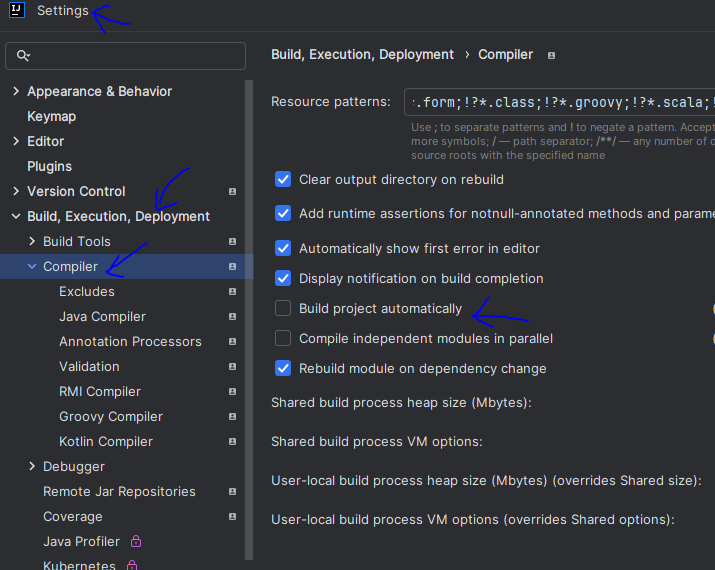 IJ
Settings
Appearance & Behavior
Keymap
Editor
Plugins
Version Control
Build, Execution, Deployment
Build Tools
Compiler
Excludes
Java Compiler
Annotation Processors
Validation
RMI Compiler
Groovy Compiler
Kotlin Compiler
Debugger
Remote Jar Repositories
Coverage
Java Profiler
Kubernetes
Build, Execution, Deployment › Compiler
Resource patterns: .form;!?*.class;!?*.groovy;!?*.scala;
Use ; to separate patterns and ! to negate a pattern. Accept
more symbols; / — path separator; /**/ — any number of
source roots with the specified name
Clear output directory on rebuild
Add runtime assertions for notnull-annotated methods and parame
Automatically show first error in editor
Display notification on build completion
Build project automatically
Compile independent modules in parallel
Rebuild module on dependency change
Shared build process heap size (Mbytes):
Shared build process VM options:
User-local build process heap size (Mbytes) (overrides Shared size):
User-local build process VM options (overrides Shared options):